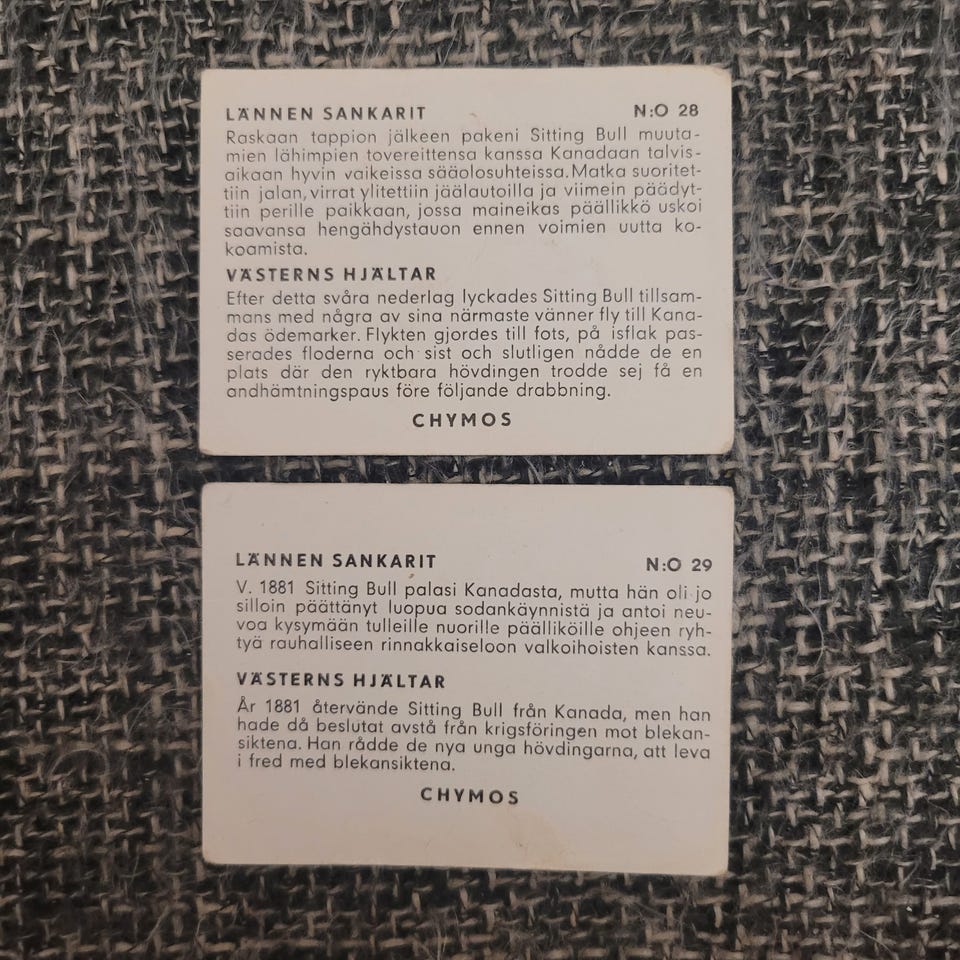 LÄNNEN SANKARIT N:O 28
Raskaan tappion jälkeen pakeni Sitting Bull muuta-
mien lähimpien tovereittensa kanssa Kanadaan talvis-
aikaan hyvin vaikeissa sääolosuhteissa. Matka suoritet-
tiin jalan, virrat ylitettiin jäälautoilla ja viimein päädyt-
tiin perille paikkaan, jossa maineikas päällikkö uskoi
saavansa hengähdystauon ennen voimien uutta ko-
koamista.
VÄSTERNS HJÄLTAR
Efter detta svåra nederlag lyckades Sitting Bull tillsam-
mans med några av sina närmaste vänner fly till Kana-
das ödemarker. Flykten gjordes till fots, på isflak pas-
serades floderna och sist och slutligen nådde de en
plats där den ryktbara hövdingen trodde sej få en
andhämtningspaus före följande drabbning.
CHYMOS
LÄNNEN SANKARIT N:O 29
V. 1881 Sitting Bull palasi Kanadasta, mutta hän oli jo
silloin päättänyt luopua sodankäynnistä ja antoi neu-
voa kysymään tulleille nuorille päälliköille ohjeen ryh-
tyä rauhalliseen rinnakkaiseloon valkoihoisten kanssa.
VÄSTERNS HJÄLTAR
År 1881 återvände Sitting Bull från Kanada, men han
hade då beslutat avstå från krigsföringen mot blekan-
siktena. Han rådde de nya unga hövdingarna, att leva
i fred med blekansiktena.
CHYMOS